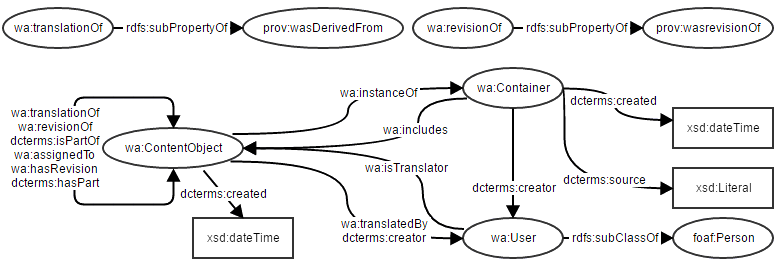 wa:translationOf
rdfs:subPropertyOf
prov:wasDerivedFrom
wa:revisionOf
rdfs:subPropertyOf
prov:wasrevisionOf
wa:instanceOf
wa:Container
dcterms:created
xsd:dateTime
wa:translationOf
wa:revisionOf
dcterms:isPartOf
wa:assignedTo
wa:hasRevision
dcterms:hasPart
wa:ContentObject
wa:includes
wa:isTranslator
dcterms:creator
dcterms:source
xsd:Literal
dcterms:created
xsd:dateTime
wa:translatedBy
dcterms:creator
wa:User
rdfs:subClassOf
foaf:Person